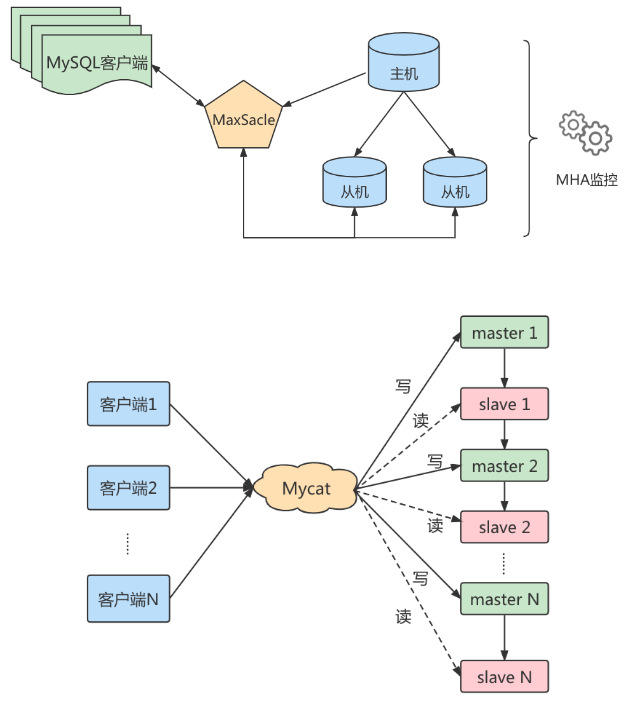 MySQL客户端
MaxSacle
主机
从机
从机
MHA监控
master 1
写
客户端1
slave 1
读
写
master 2
客户端2
Mycat
slave 2
读
写
客户端N
master N
读
slave N